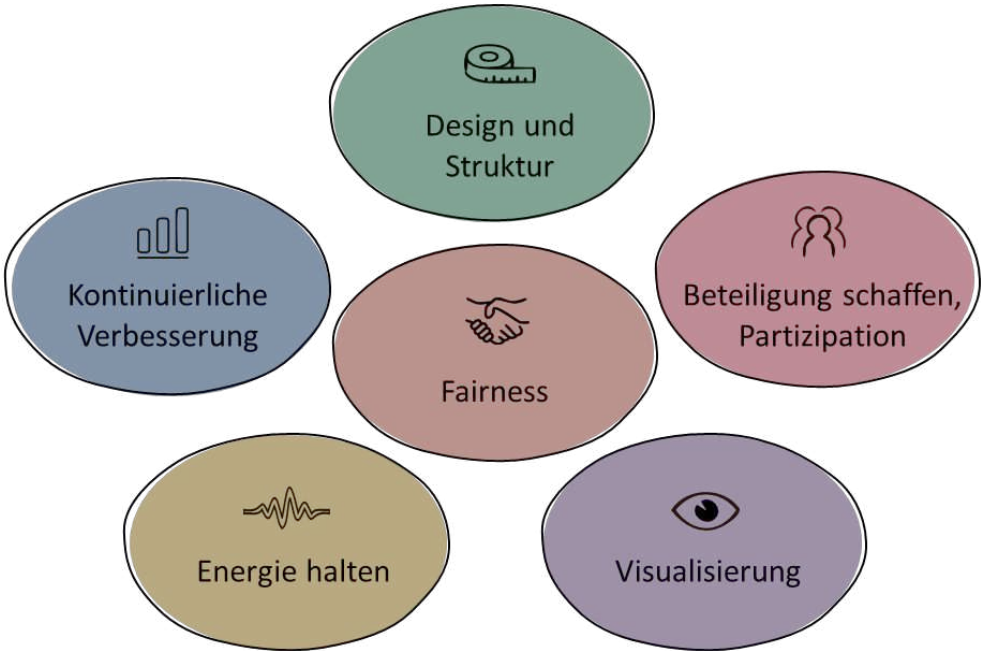 Design und
Struktur
Kontinuierliche
Verbesserung
Beteiligung schaffen,
Partizipation
Fairness
Energie halten
Visualisierung